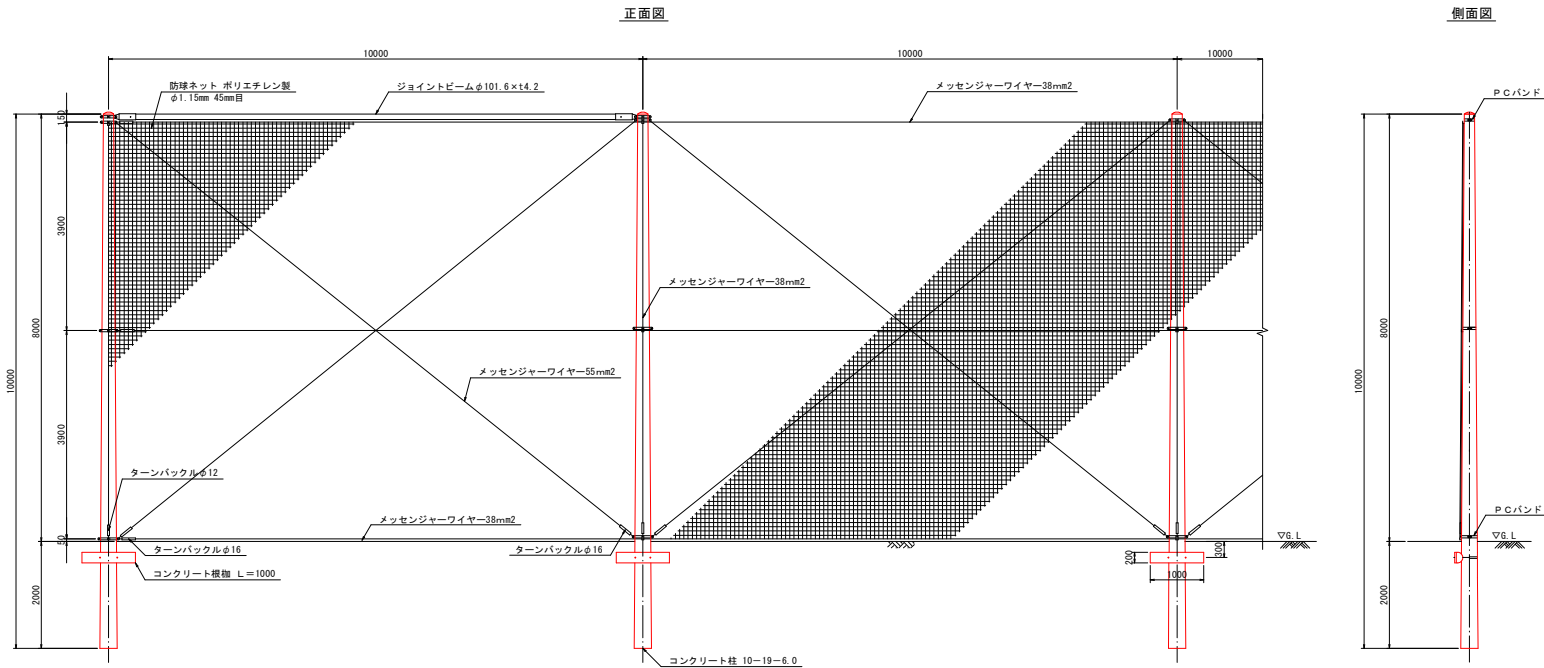 正面図
側面図
10000
10000
10000
防球ネット ポリエチレン製
φ1.15mm 45mm目
ジョイントビームφ101.6×t4.2
メッセンジャーワイヤー38mm2
PCバンド
150
3900
8000
10000
3900
50
2000
メッセンジャーワイヤー38mm2
メッセンジャーワイヤー55mm2
ターンバックルφ12
メッセンジャーワイヤー38mm2
ターンバックルφ16
ターンバックルφ16
コンクリート根枷 L=1000
コンクリート柱 10-19-6.0
▽G.L
300
200
1000
8000
10000
2000
PCバンド
▽G.L